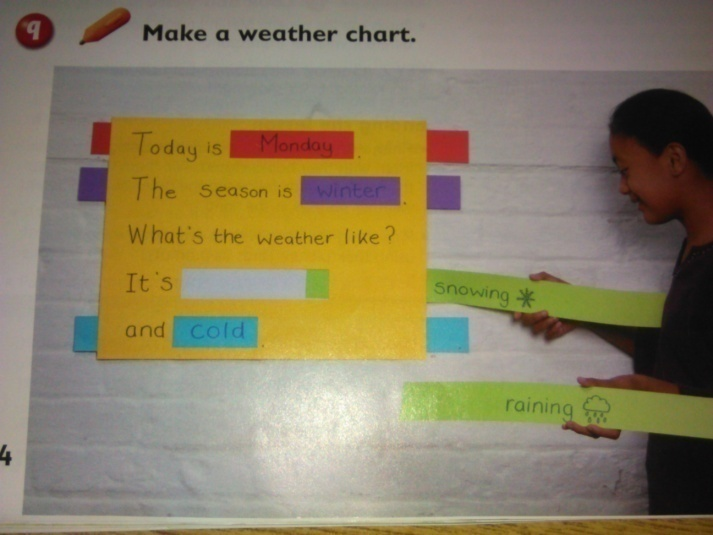 9 Make a weather chart.
Today is Monday.
The season is winter.
What's the weather like?
It's
snowing
and cold.
raining
4